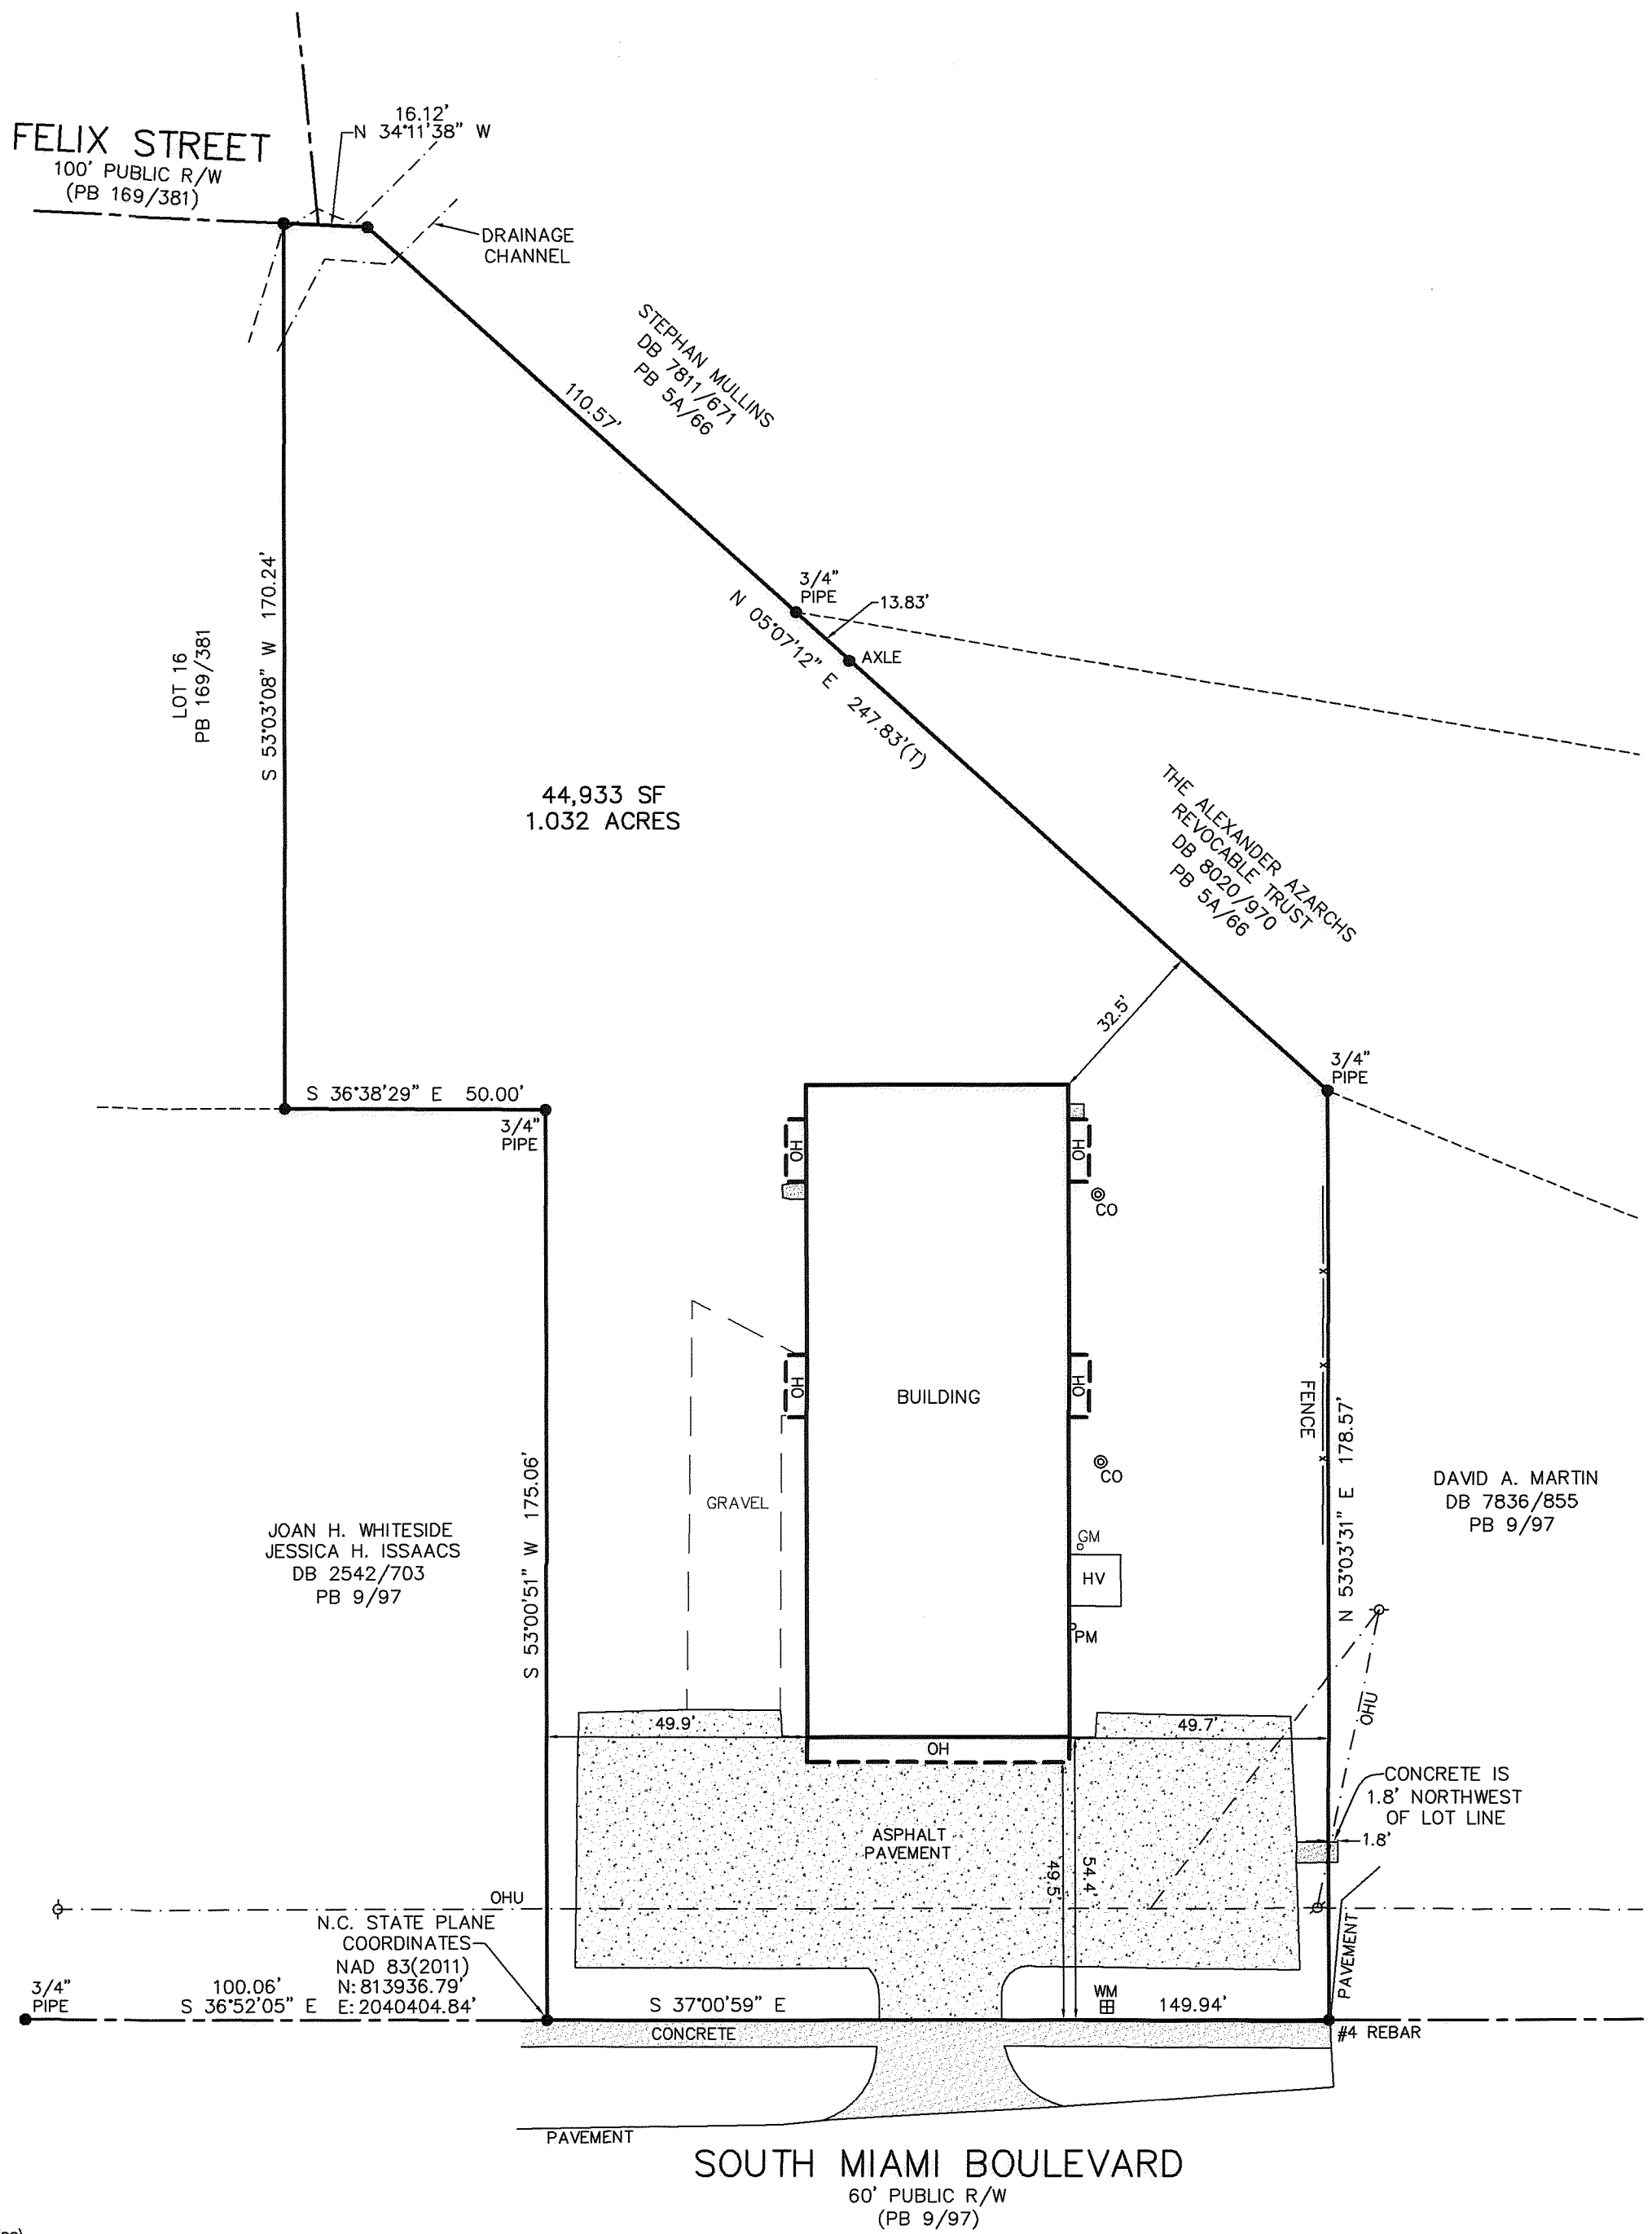 16.12'
N 34°11'38" W
FELIX STREET
100' PUBLIC R/W
(PB 169/381)
DRAINAGE
CHANNEL
STEPHAN MULLINS
DB 7811/671
PB 5A/66
110.57'
3/4"
PIPE
13.83'
N 05°07'12" E 247.83'(T)
AXLE
LOT 16
PB 169/381
S 53°03'08" W 170.24'
44,933 SF
1.032 ACRES
THE ALEXANDER AZARCHS
REVOCABLE TRUST
DB 8020/970
PB 5A/66
32.5'
3/4"
PIPE
S 36°38'29" E 50.00'
3/4"
PIPE
HO
HO
CO
HO
HO
BUILDING
FENCE
N 53°03'31" E 178.57'
CO
GRAVEL
DAVID A. MARTIN
DB 7836/855
PB 9/97
JOAN H. WHITESIDE
JESSICA H. ISSAACS
DB 2542/703
PB 9/97
S 53°00'51" W 175.06'
GM
HV
PM
OHU
49.9'
49.7'
OH
CONCRETE IS
1.8' NORTHWEST
OF LOT LINE
1.8'
ASPHALT
PAVEMENT
49.5'
54.4'
OHU
N.C. STATE PLANE
COORDINATES
NAD 83(2011)
N: 813936.79'
E: 2040404.84'
PAVEMENT
3/4"
PIPE
100.06'
S 36°52'05" E
S 37°00'59" E
WM
149.94'
CONCRETE
#4 REBAR
PAVEMENT
SOUTH MIAMI BOULEVARD
60' PUBLIC R/W
(PB 9/97)